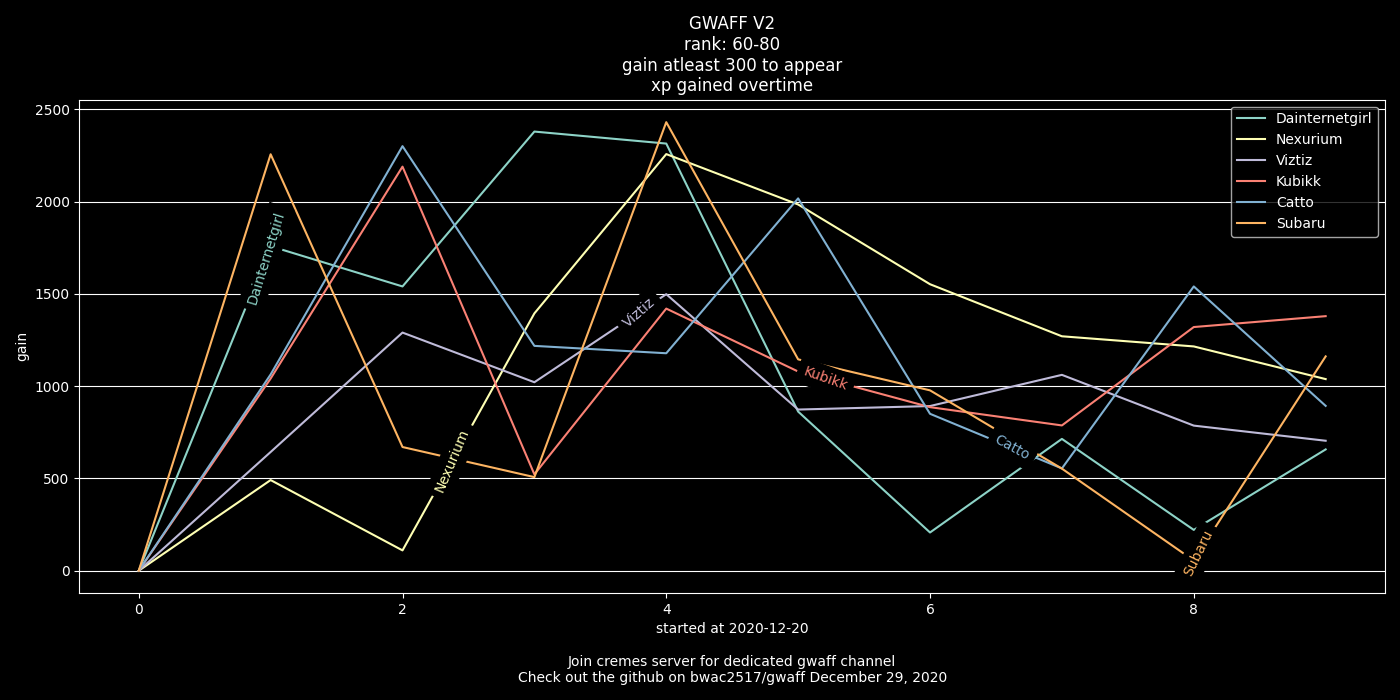 GWAFF V2
rank: 60-80
gain atleast 300 to appear
xp gained overtime
2500
2000
1500
1000
500
0
gain
Dainternetgirl
Nexurium
Viztiz
Kubikk
Catto
Subaru
Dainternetgirl
Nexurium
Viztiz
Kubikk
Catto
Subaru
0 2 4 6 8
started at 2020-12-20
Join cremes server for dedicated gwaff channel
Check out the github on bwac2517/gwaff December 29, 2020